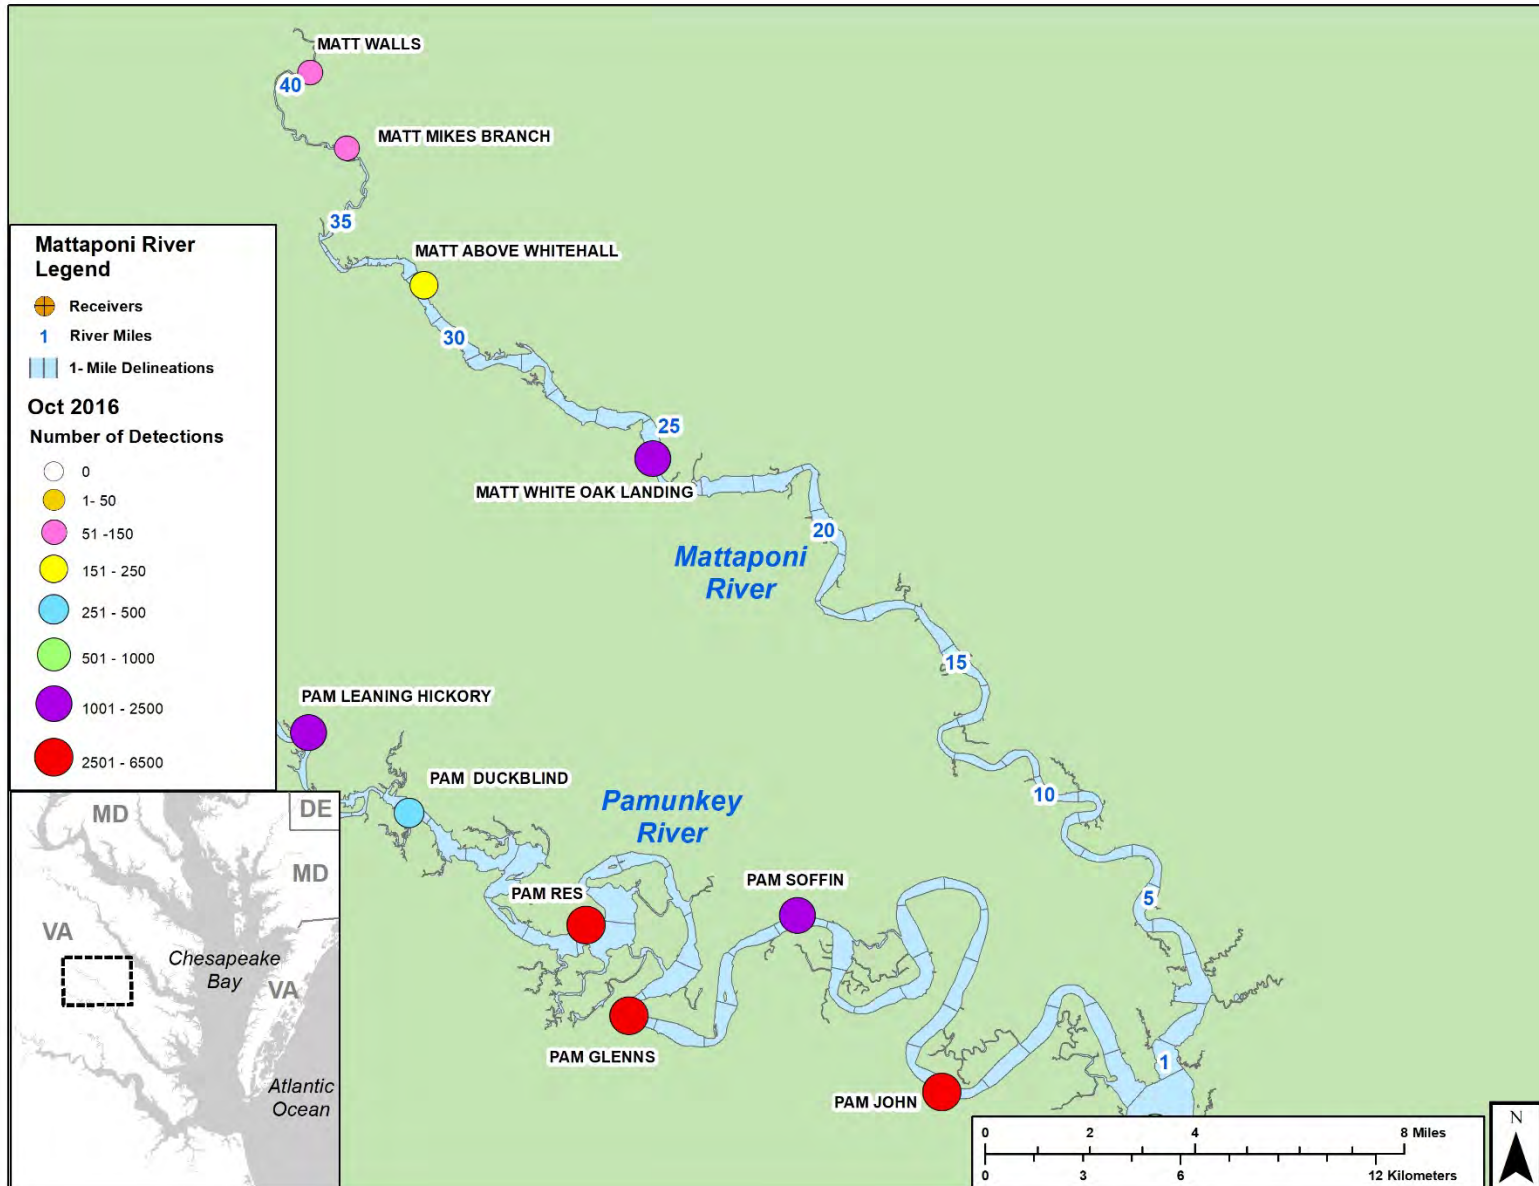 MATT WALLS
40
MATT MIKES BRANCH
35
MATT ABOVE WHITEHALL
30
25
MATT WHITE OAK LANDING
20
Mattaponi
River
15
10
5
1
PAM LEANING HICKORY
PAM DUCKBLIND
Pamunkey
River
PAM RES
PAM SOFFIN
PAM GLENNS
PAM JOHN
Mattaponi River
Legend
Receivers
1 River Miles
1- Mile Delineations
Oct 2016
Number of Detections
0
1- 50
51 -150
151 - 250
251 - 500
501 - 1000
1001 - 2500
2501 - 6500
MD
DE
MD
VA
Chesapeake
Bay
VA
Atlantic
Ocean
0 2 4 8 Miles
0 3 6 12 Kilometers
N